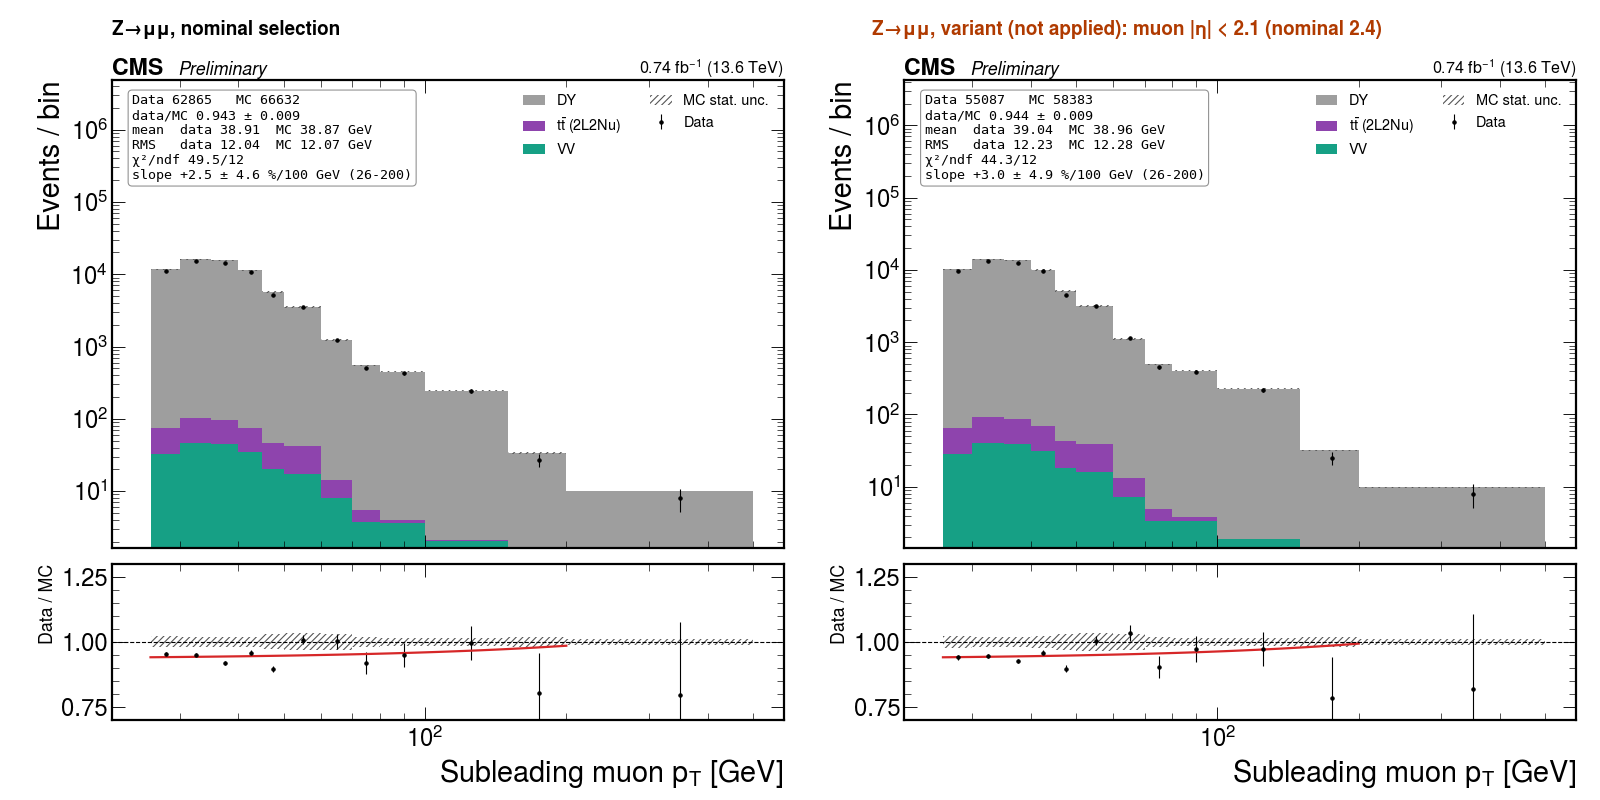 Z→μμ, nominal selection
CMS Preliminary 0.74 fb⁻¹ (13.6 TeV)
Events / bin
Data 62865   MC 66632
data/MC 0.943 ± 0.009
mean  data 38.91  MC 38.87 GeV
RMS   data 12.04  MC 12.07 GeV
χ²/ndf 49.5/12
slope +2.5 ± 4.6 %/100 GeV (26-200)
DY
tt̄ (2L2Nu)
VV
MC stat. unc.
Data
10⁶
10⁵
10⁴
10³
10²
10¹
Data / MC
1.25
1.00
0.75
10²
Subleading muon p_T [GeV]
Z→μμ, variant (not applied): muon |η| < 2.1 (nominal 2.4)
CMS Preliminary 0.74 fb⁻¹ (13.6 TeV)
Events / bin
Data 55087   MC 58383
data/MC 0.944 ± 0.009
mean  data 39.04  MC 38.96 GeV
RMS   data 12.23  MC 12.28 GeV
χ²/ndf 44.3/12
slope +3.0 ± 4.9 %/100 GeV (26-200)
DY
tt̄ (2L2Nu)
VV
MC stat. unc.
Data
10⁶
10⁵
10⁴
10³
10²
10¹
Data / MC
1.25
1.00
0.75
10²
Subleading muon p_T [GeV]